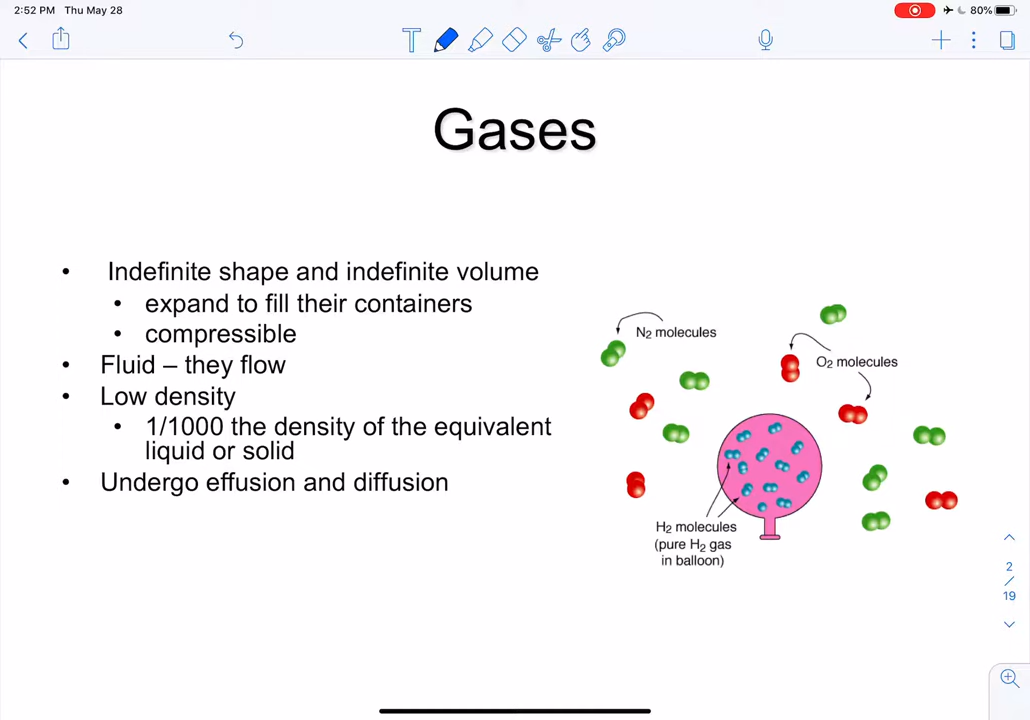 2:52 PM Thu May 28
80%
T
Gases
• Indefinite shape and indefinite volume
• expand to fill their containers
• compressible
• Fluid – they flow
• Low density
• 1/1000 the density of the equivalent
liquid or solid
• Undergo effusion and diffusion
N₂ molecules
O₂ molecules
H₂ molecules
(pure H₂ gas
in balloon)
2
/
19